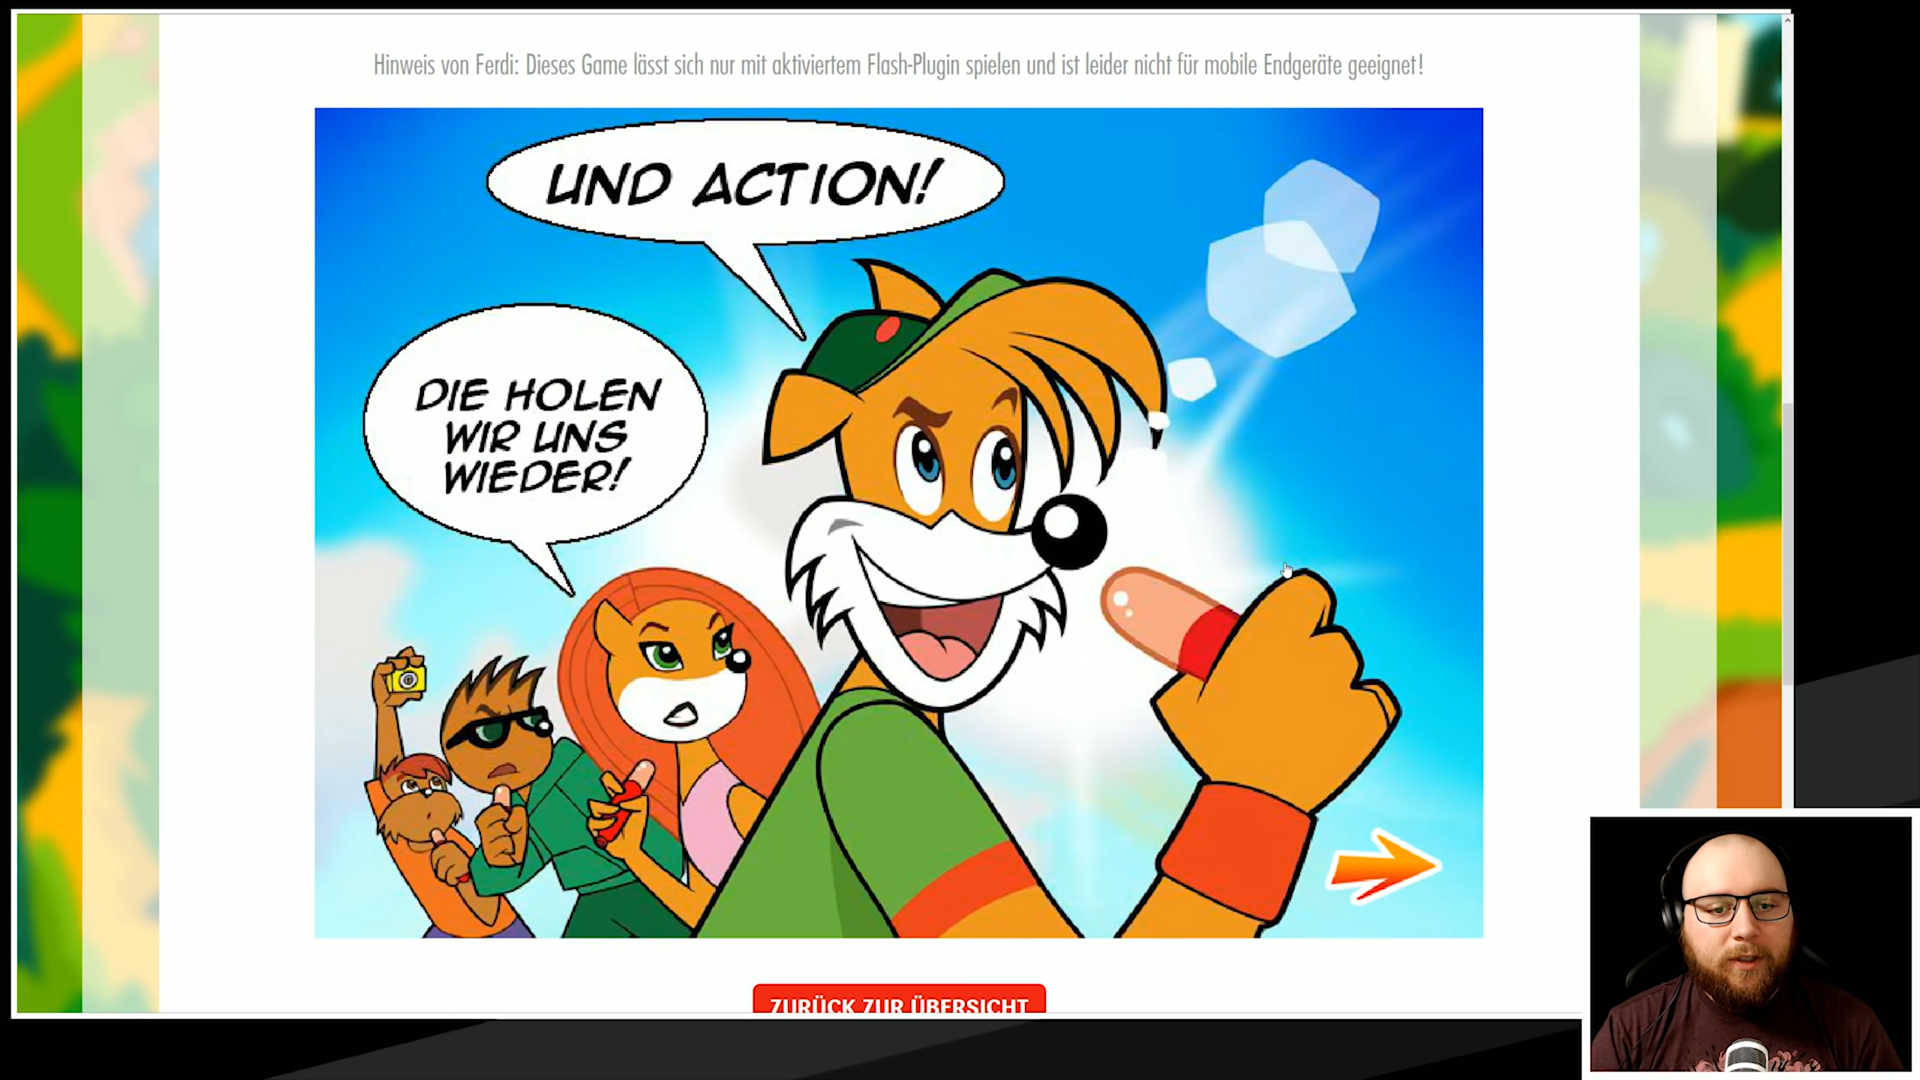 Hinweis von Ferdi: Dieses Game lässt sich nur mit aktiviertem Flash-Plugin spielen und ist leider nicht für mobile Endgeräte geeignet!
UND ACTION!
DIE HOLEN
WIR UNS
WIEDER!
ZURÜCK ZUR ÜBERSICHT